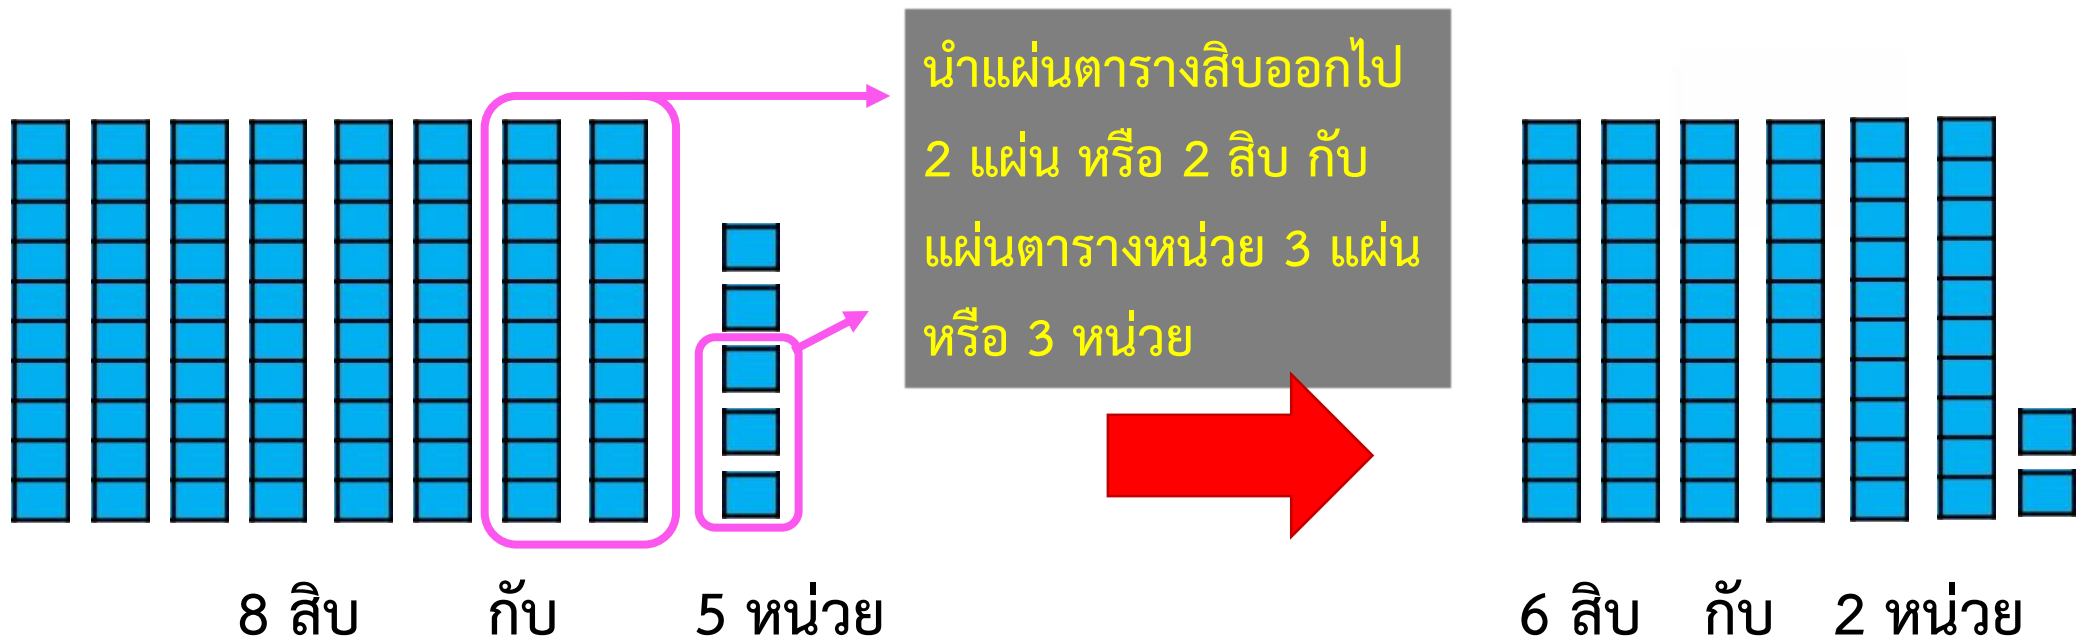 นำแผ่นตารางสิบออกไป
2 แผ่น หรือ 2 สิบ กับ
แผ่นตารางหน่วย 3 แผ่น
หรือ 3 หน่วย
8 สิบ กับ 5 หน่วย
6 สิบ กับ 2 หน่วย